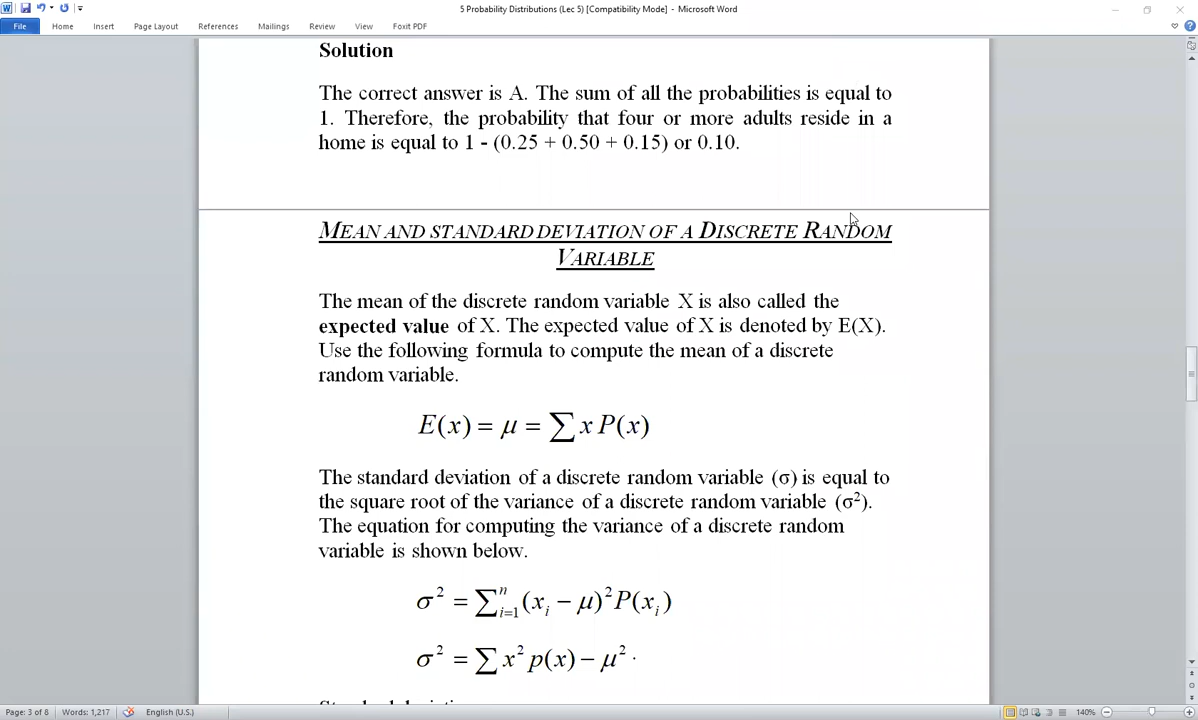 5 Probability Distributions (Lec 5) [Compatibility Mode] - Microsoft Word
File Home Insert Page Layout References Mailings Review View Foxit PDF
Solution
The correct answer is A. The sum of all the probabilities is equal to
1. Therefore, the probability that four or more adults reside in a
home is equal to 1 - (0.25 + 0.50 + 0.15) or 0.10.
MEAN AND STANDARD DEVIATION OF A DISCRETE RANDOM
VARIABLE
The mean of the discrete random variable X is also called the
expected value of X. The expected value of X is denoted by E(X).
Use the following formula to compute the mean of a discrete
random variable.
E(x) = μ = ∑ x P(x)
The standard deviation of a discrete random variable (σ) is equal to
the square root of the variance of a discrete random variable (σ²).
The equation for computing the variance of a discrete random
variable is shown below.
σ² = ∑ⁿᵢ₌₁ (xᵢ − μ)² P(xᵢ)
σ² = ∑ x² p(x) − μ² .
Page: 3 of 8 Words: 1,217 English (U.S.) 140%